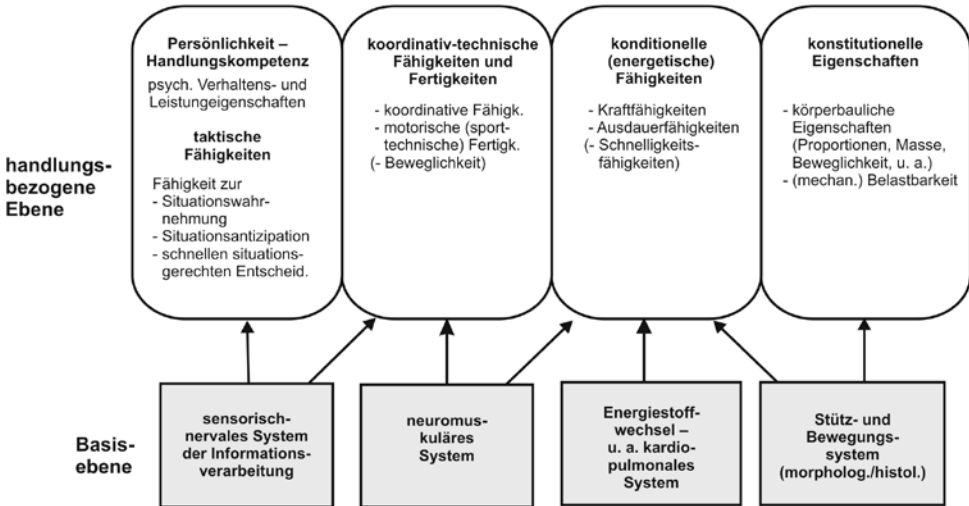 Persönlichkeit –
Handlungskompetenz
psych. Verhaltens- und
Leistungeigenschaften
taktische
Fähigkeiten
Fähigkeit zur
- Situationswahr-
nehmung
- Situationsantizipation
- schnellen situations-
gerechten Entscheid.
koordinativ-technische
Fähigkeiten und
Fertigkeiten
- koordinative Fähigk.
- motorische (sport-
technische) Fertigk.
(- Beweglichkeit)
konditionelle
(energetische)
Fähigkeiten
- Kraftfähigkeiten
- Ausdauerfähigkeiten
(- Schnelligkeits-
fähigkeiten)
konstitutionelle
Eigenschaften
- körperbauliche
Eigenschaften
(Proportionen, Masse,
Beweglichkeit, u. a.)
- (mechan.) Belastbarkeit
handlungs-
bezogene
Ebene
Basis-
ebene
sensorisch-
nervales System
der Informations-
verarbeitung
neuromus-
kuläres
System
Energiestoff-
wechsel –
u. a. kardio-
pulmonales
System
Stütz- und
Bewegungs-
system
(morpholog./histol.)